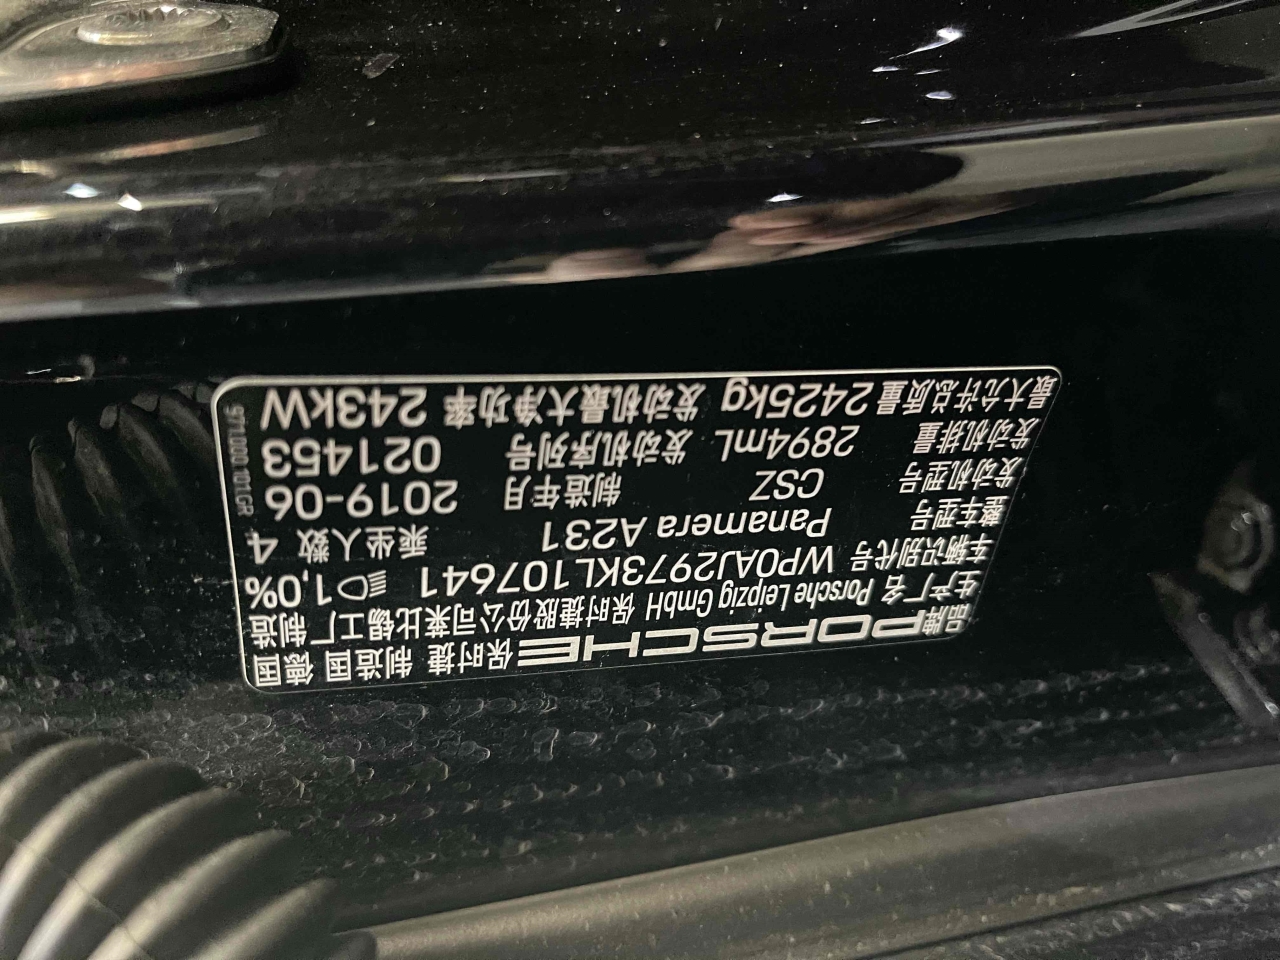 品牌 PORSCHE 保时捷 制造国 德国
生产厂名 Porsche Leipzig GmbH 保时捷股份公司莱比锡工厂制造
车辆识别代号 WP0AJ2973KL107641 1,0%
整车型号 Panamera A231 乘坐人数 4
发动机型号 CSZ 制造年月 2019-06
发动机排量 2894mL 发动机序列号 021453
最大允许总质量 2425kg 发动机最大净功率 243kW
971.000.101GR